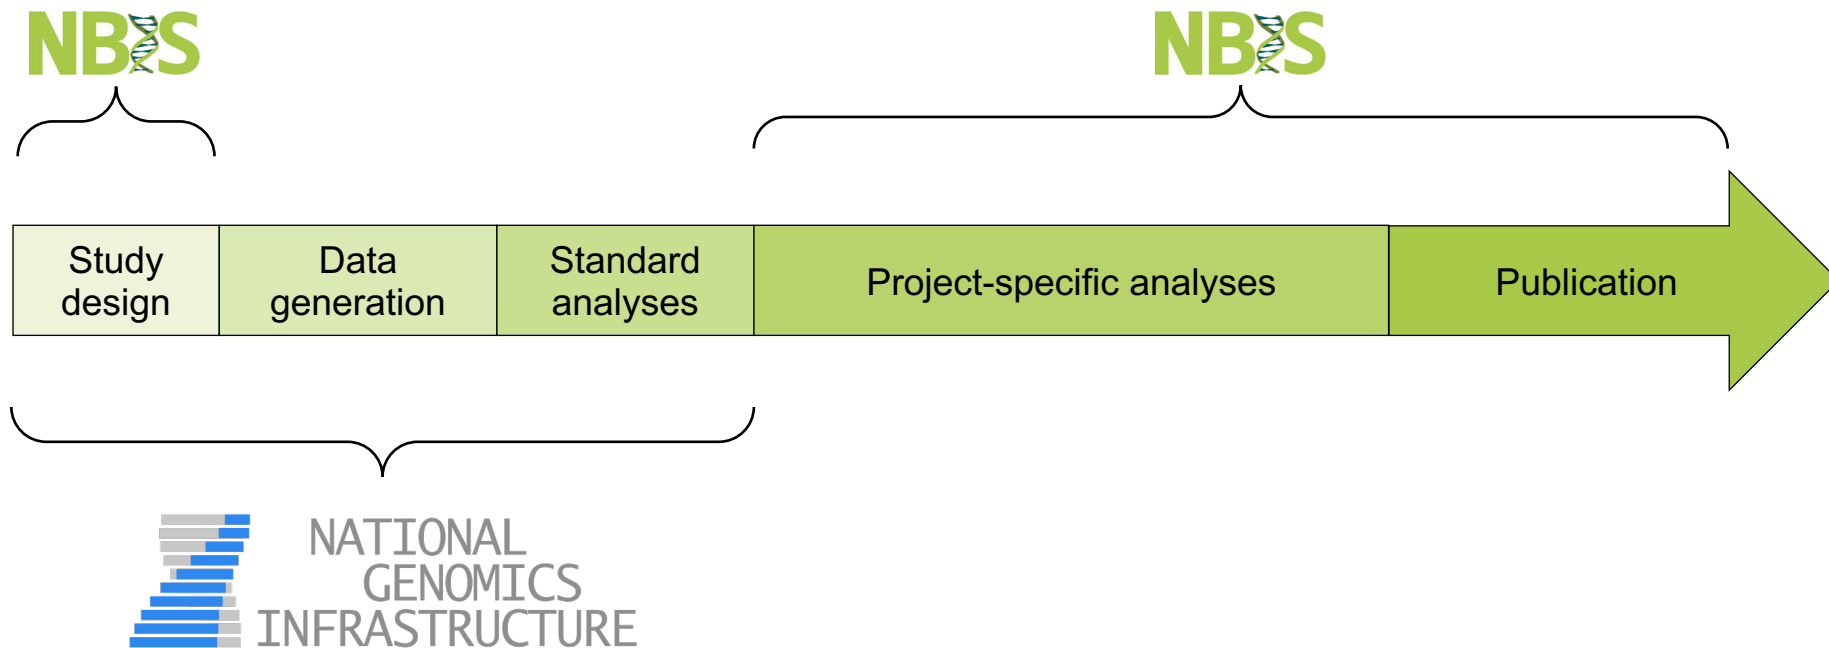 NBIS
NBIS
Study
design
Data
generation
Standard
analyses
Project-specific analyses
Publication
NATIONAL
GENOMICS
INFRASTRUCTURE